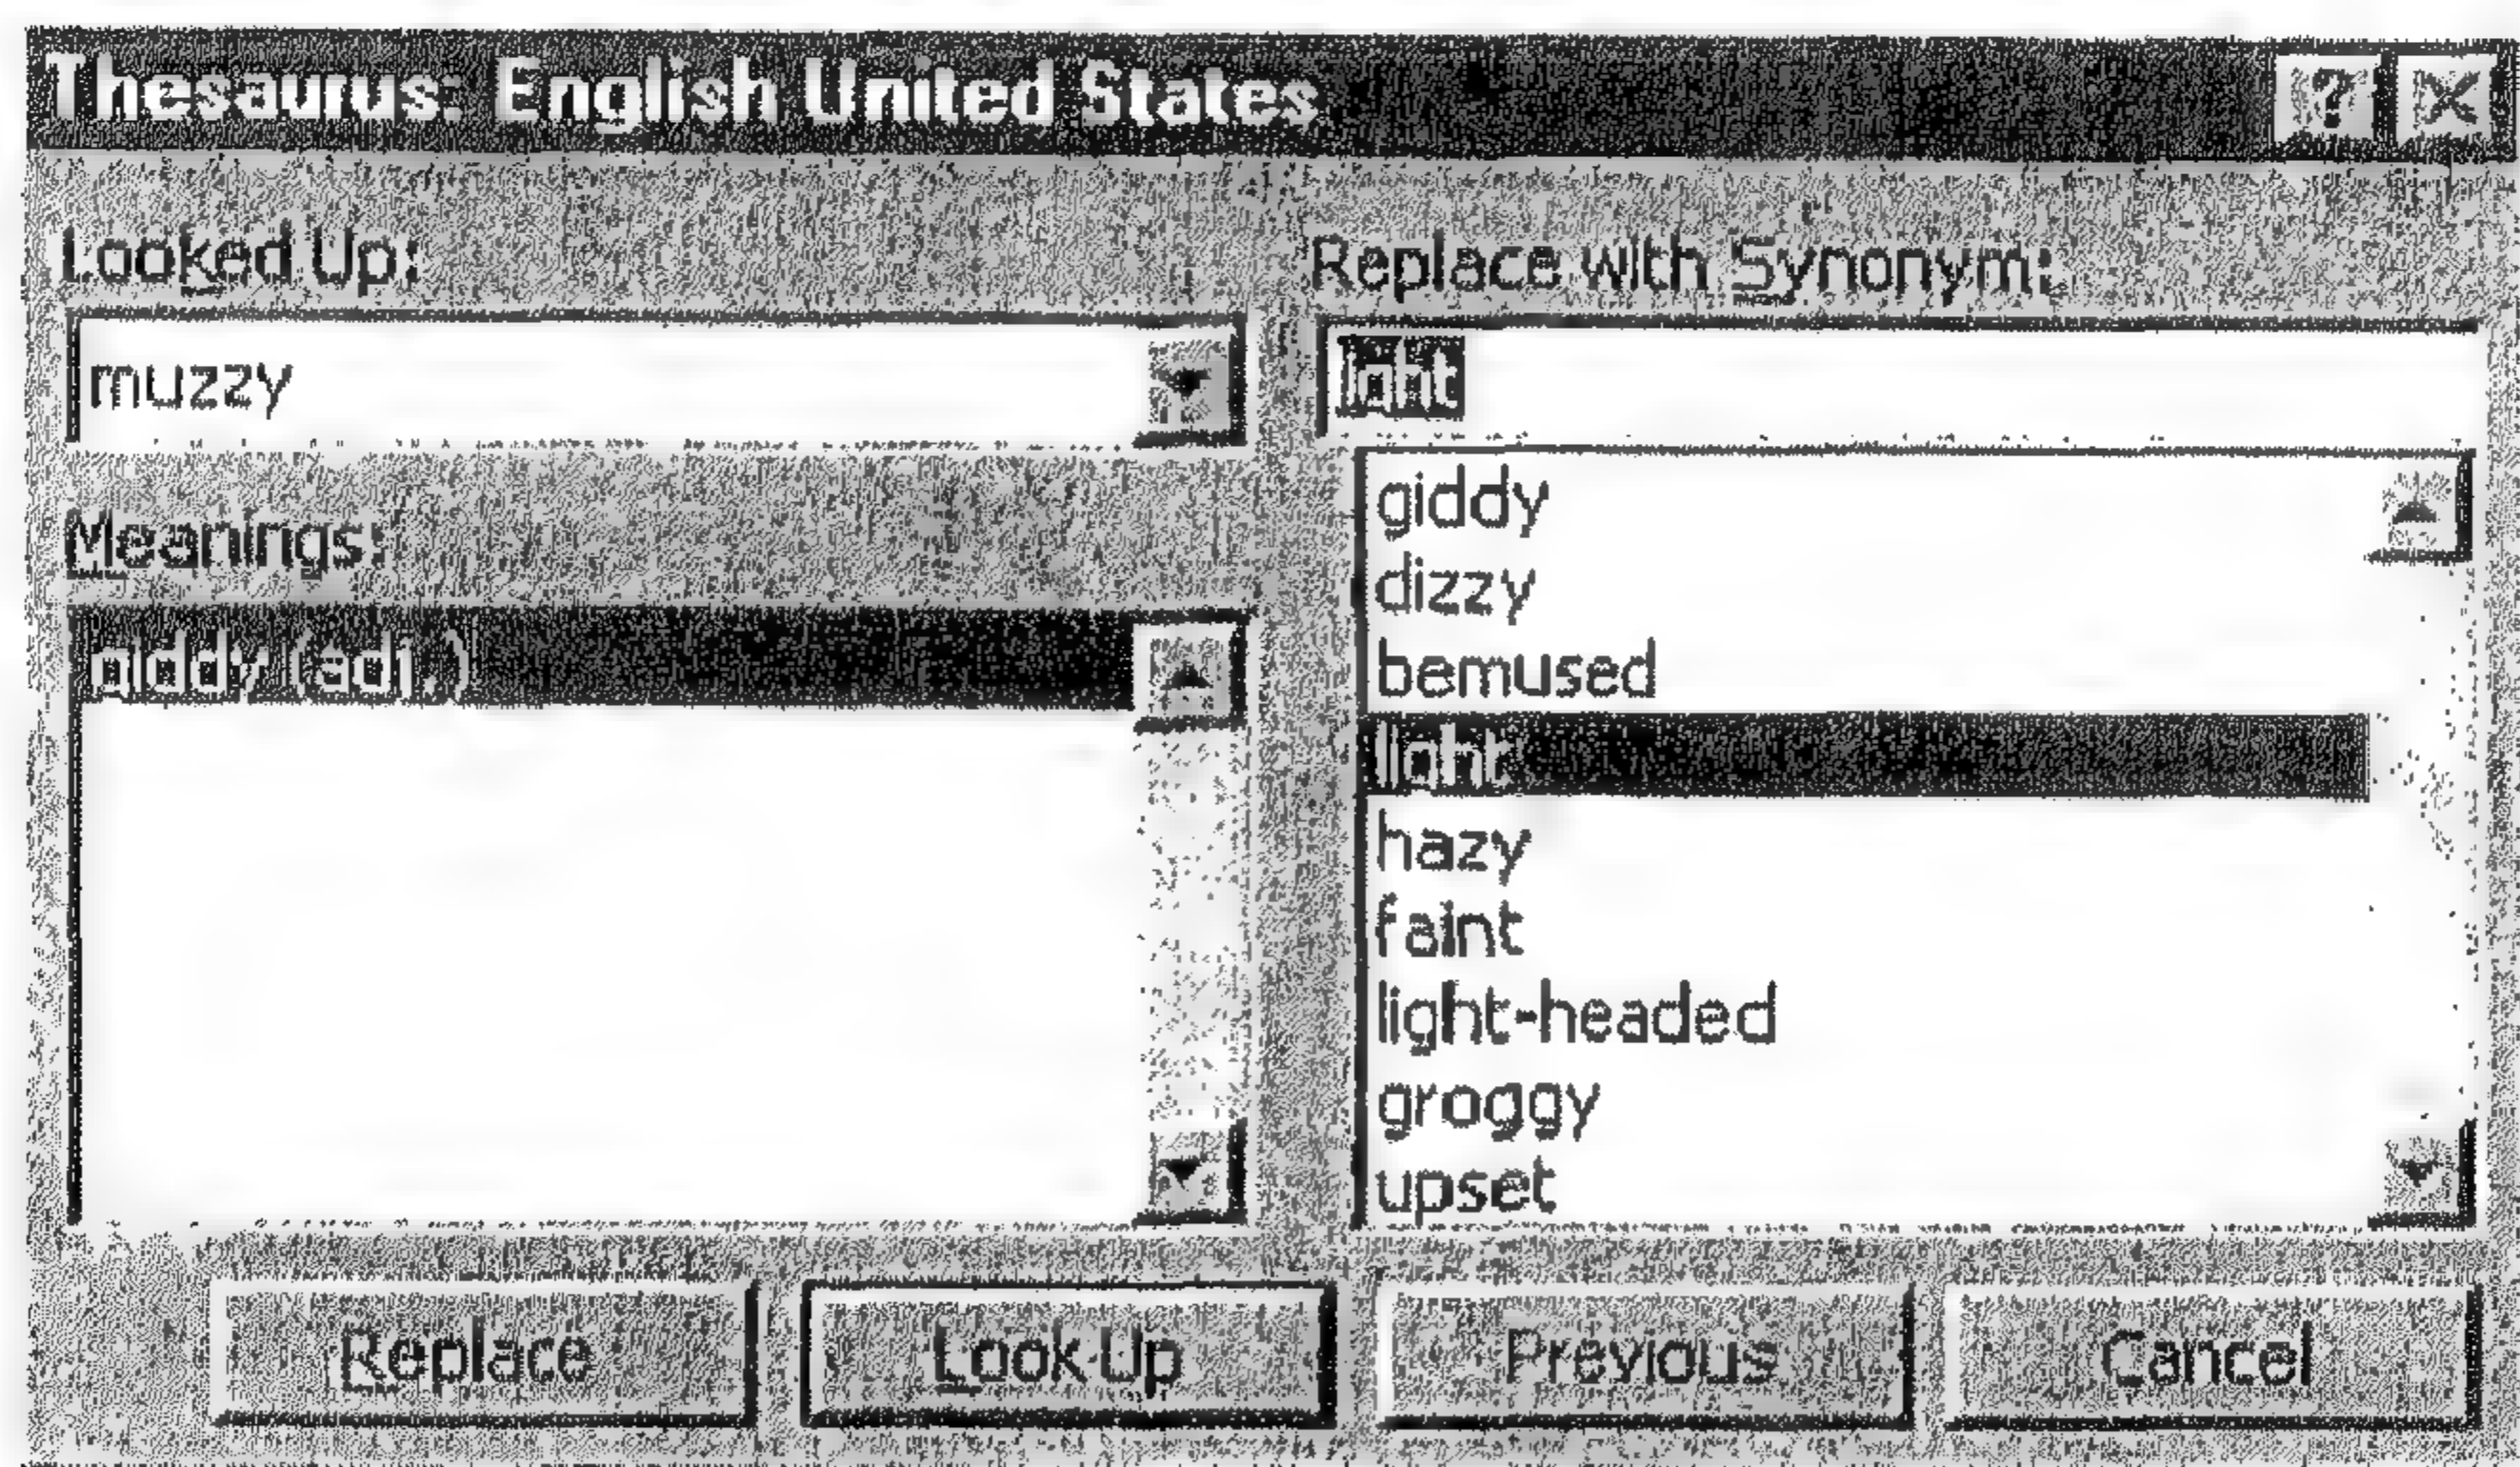 Thesaurus: English United States
Looked Up:
muzzy
Meanings:
giddy (adj.)
Replace with Synonym:
light
giddy
dizzy
bemused
light
hazy
faint
light-headed
groggy
upset
Replace
Look Up
Previous
Cancel